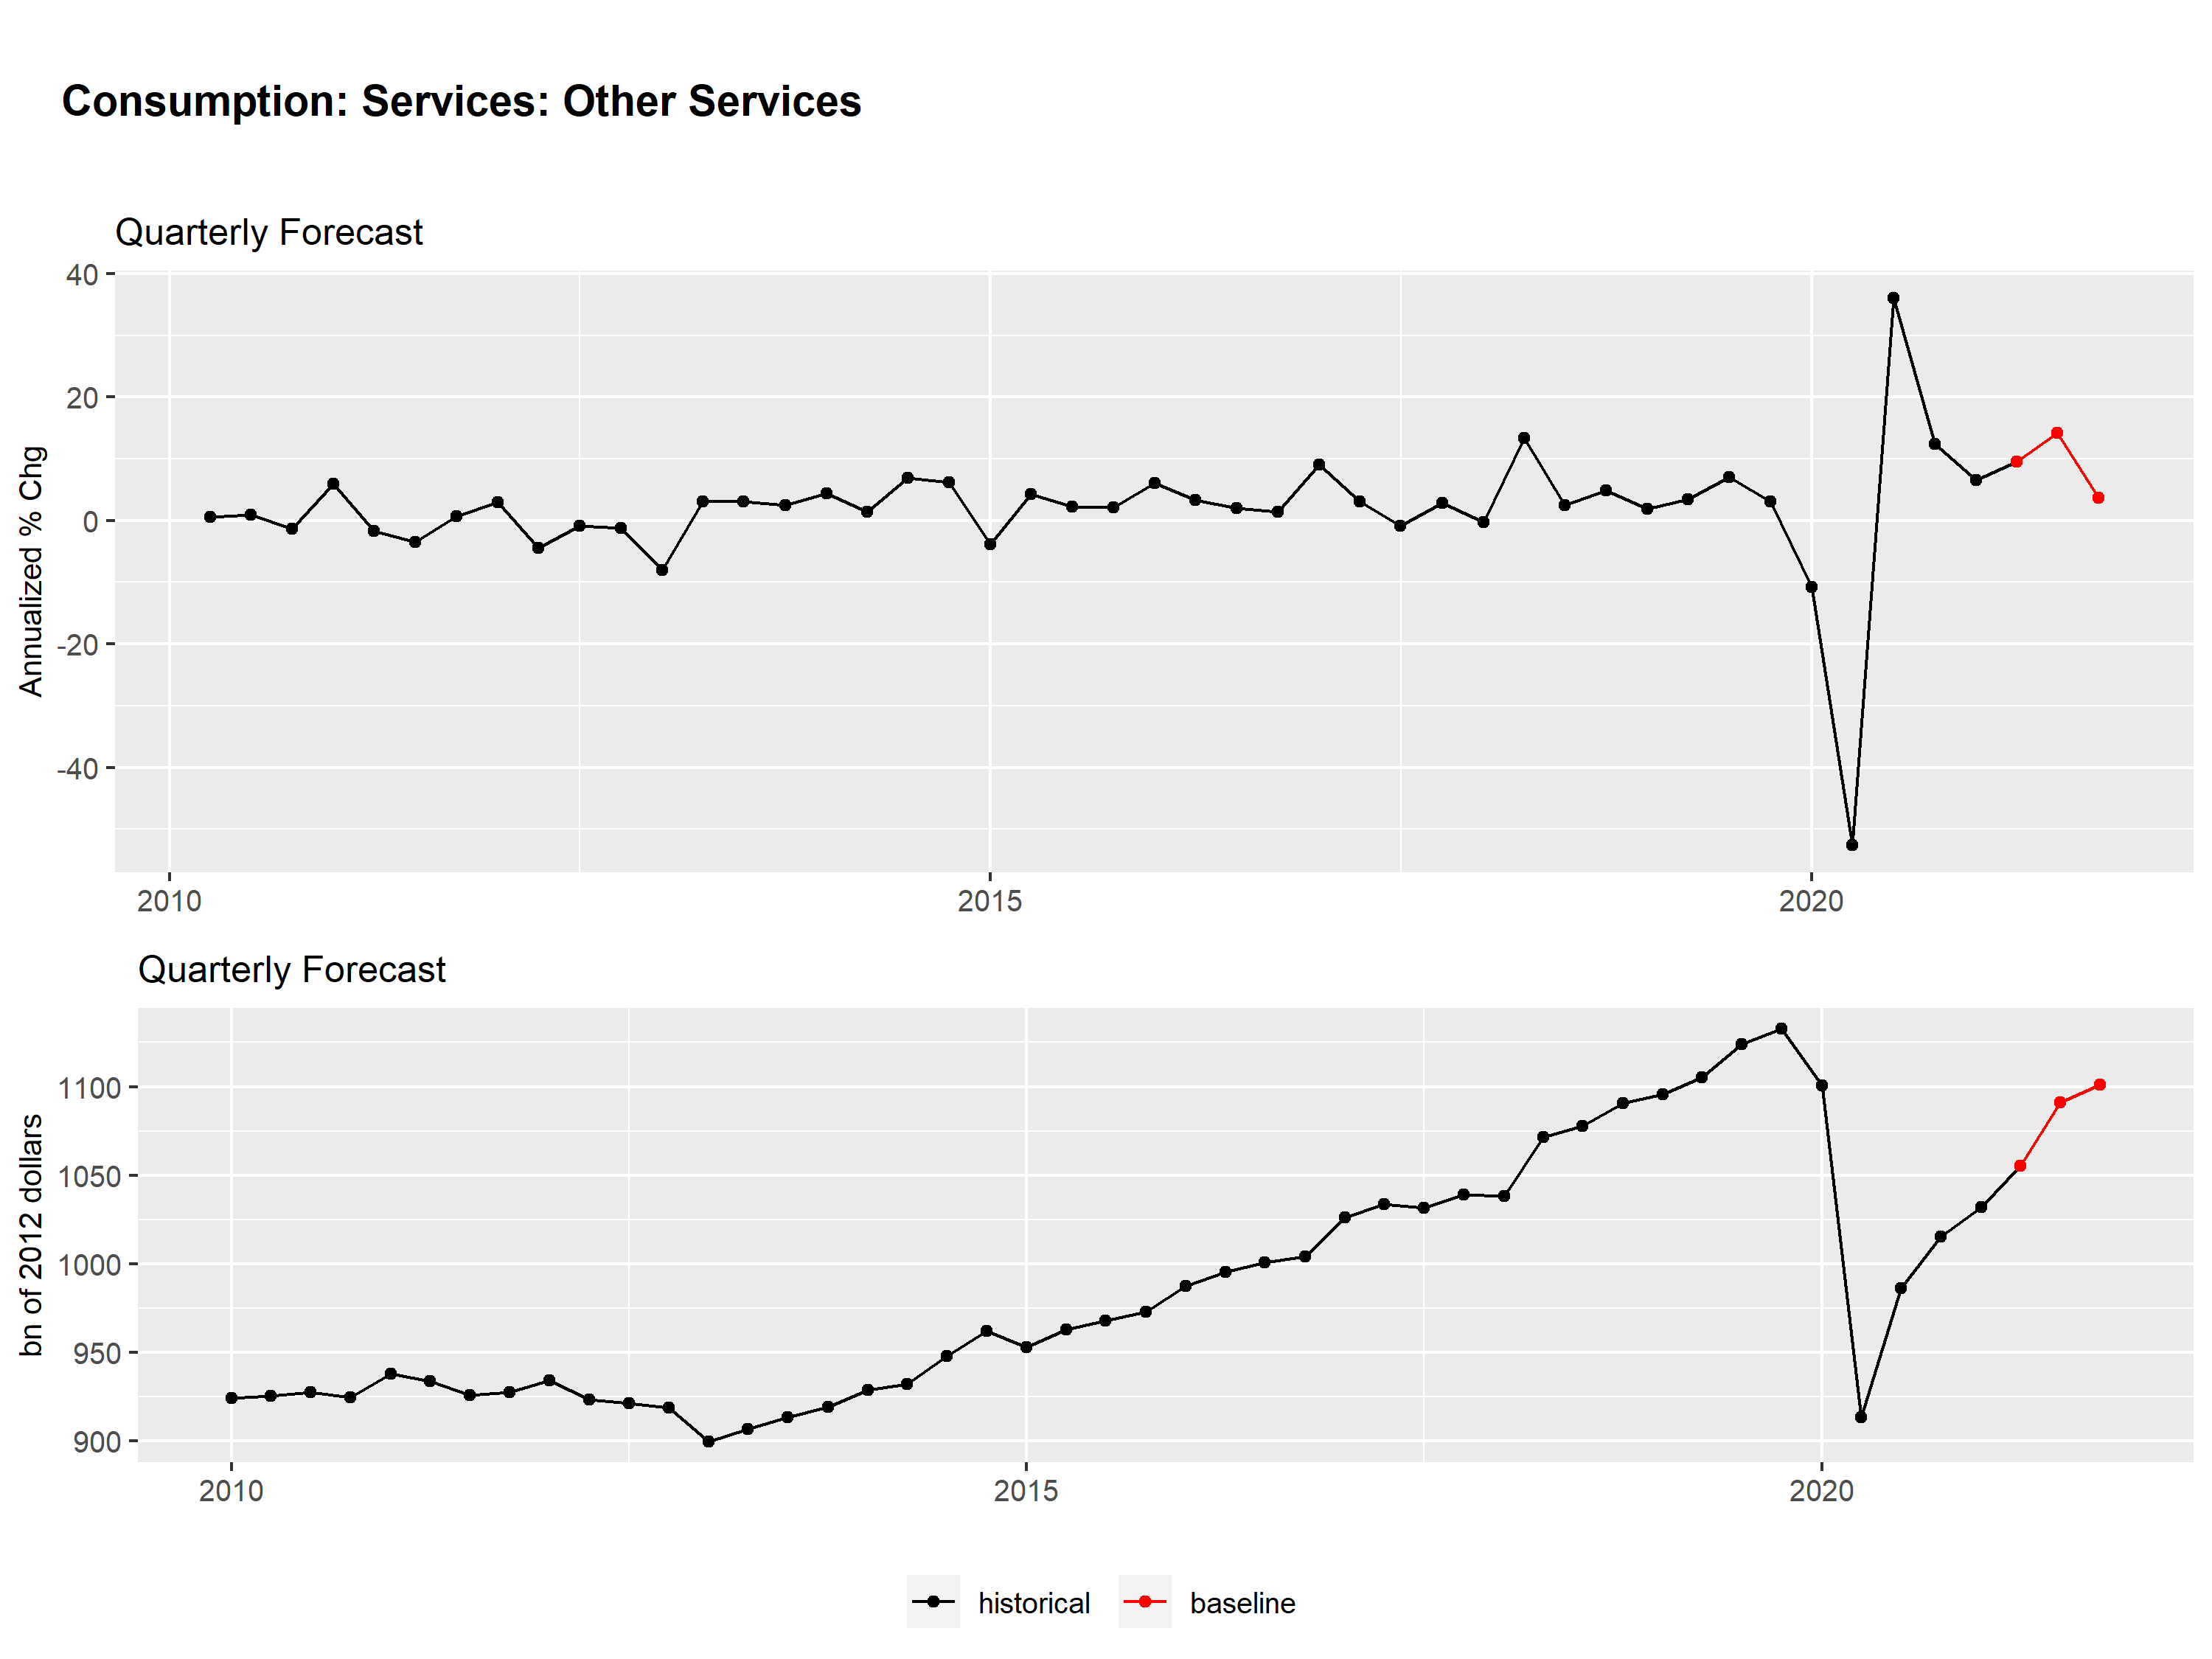 Consumption: Services: Other Services
Quarterly Forecast
Annualized % Chg
40
20
0
-20
-40
2010
2015
2020
Quarterly Forecast
bn of 2012 dollars
1100
1050
1000
950
900
2010
2015
2020
historical
baseline